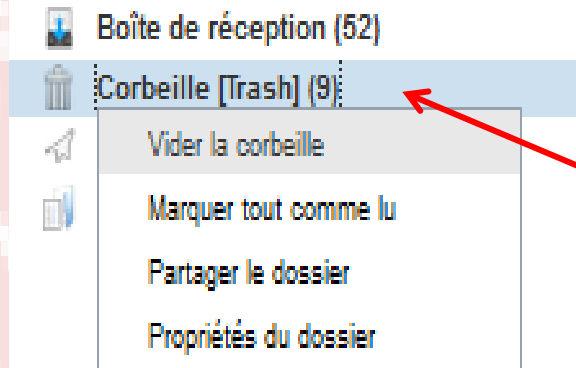 Boîte de réception (52)
Corbeille [Trash] (9)
Vider la corbeille
Marquer tout comme lu
Partager le dossier
Propriétés du dossier